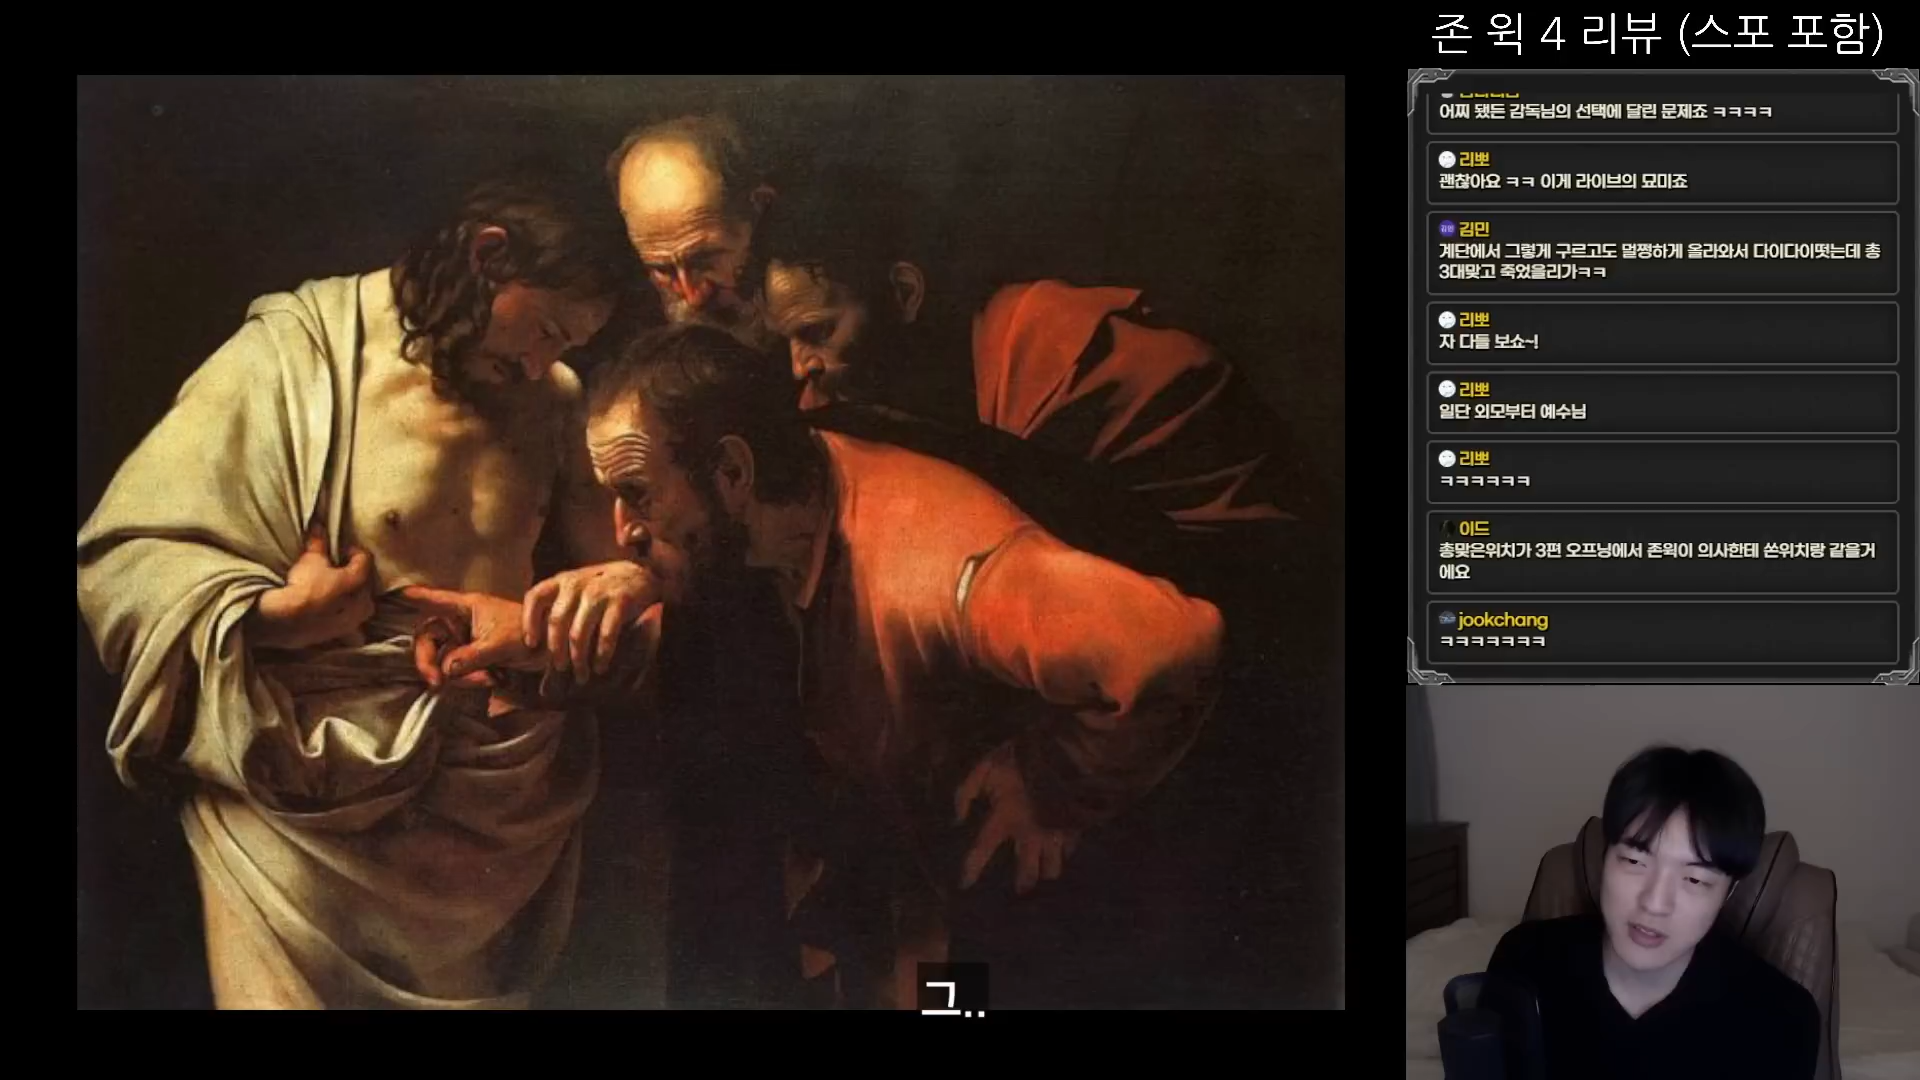 존 윅 4 리뷰 (스포 포함)
어찌 됐든 감독님의 선택에 달린 문제죠 ㅋㅋㅋㅋ
리뽀
괜찮아요 ㅋㅋ 이게 라이브의 묘미죠
김민
계단에서 그렇게 구르고도 멀쩡하게 올라와서 다이다이떳는데 총
3대맞고 죽었을리가ㅋㅋ
리뽀
자 다들 보쇼~!
리뽀
일단 외모부터 예수님
리뽀
ㅋㅋㅋㅋㅋㅋ
이드
총맞은위치가 3편 오프닝에서 존윅이 의사한테 쏜위치랑 같을거
에요
jookchang
ㅋㅋㅋㅋㅋㅋㅋ
그..